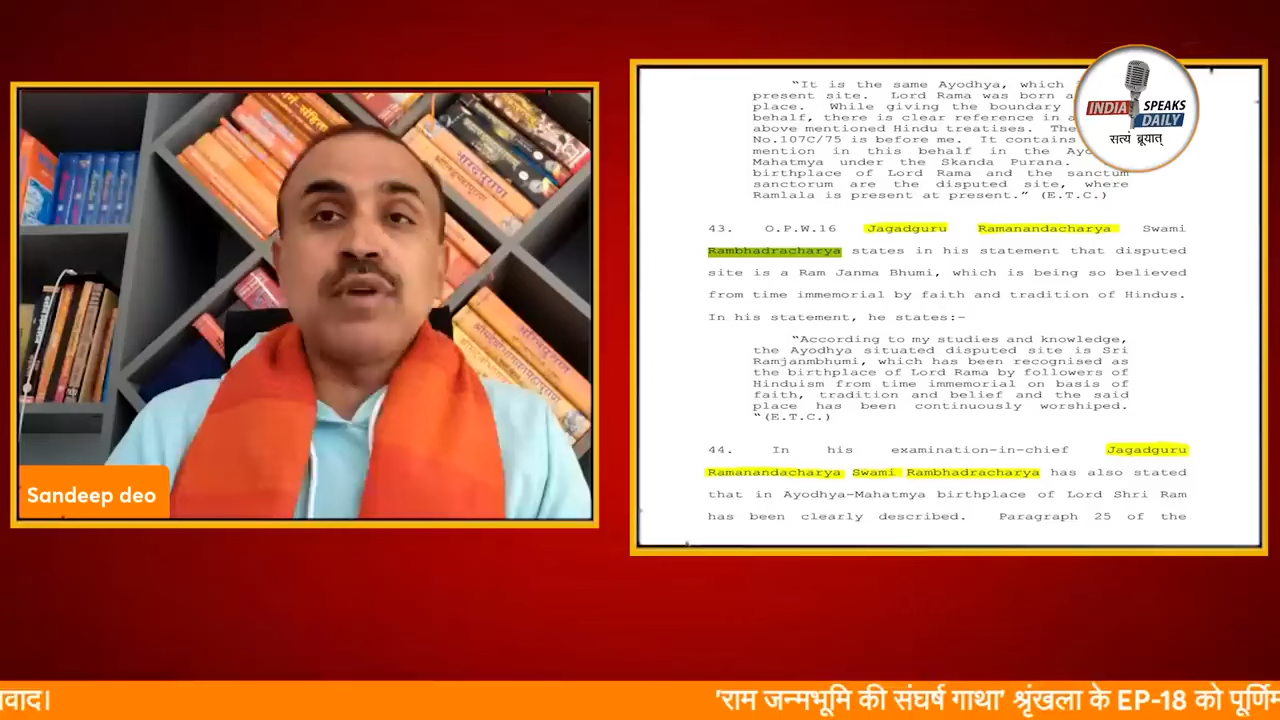 Sandeep deo
"It is the same Ayodhya, which
present site. Lord Rama was born a
place. While giving the boundary
behalf, there is clear reference in a
above mentioned Hindu treatises. The
No.107C/75 is before me. It contains
mention in this behalf in the Ayo
Mahatmya under the Skanda Purana.
birthplace of Lord Rama and the sanctum
sanctorum are the disputed site, where
Ramlala is present at present." (E.T.C.)
43. O.P.W.16 Jagadguru Ramanandacharya Swami
Rambhadracharya states in his statement that disputed
site is a Ram Janma Bhumi, which is being so believed
from time immemorial by faith and tradition of Hindus.
In his statement, he states:-
"According to my studies and knowledge,
the Ayodhya situated disputed site is Sri
Ramjanmbhumi, which has been recognised as
the birthplace of Lord Rama by followers of
Hinduism from time immemorial on basis of
faith, tradition and belief and the said
place has been continuously worshiped.
"(E.T.C.)
44. In his examination-in-chief Jagadguru
Ramanandacharya Swami Rambhadracharya has also stated
that in Ayodhya-Mahatmya birthplace of Lord Shri Ram
has been clearly described. Paragraph 25 of the
INDIA SPEAKS
DAILY
सत्यं ब्रूयात्
वाद। 'राम जन्मभूमि की संघर्ष गाथा' श्रृंखला के EP-18 को पूर्णिम